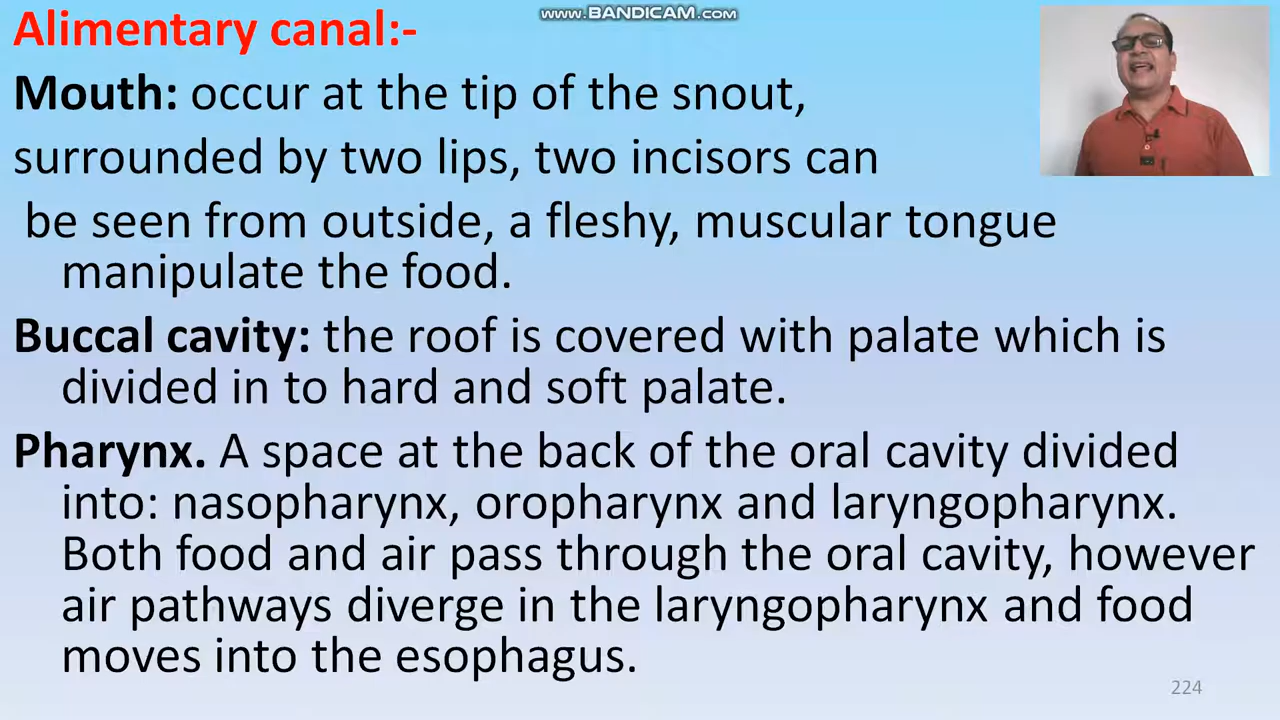 www.BANDICAM.com
Alimentary canal:-
Mouth: occur at the tip of the snout,
surrounded by two lips, two incisors can
be seen from outside, a fleshy, muscular tongue
manipulate the food.
Buccal cavity: the roof is covered with palate which is
divided in to hard and soft palate.
Pharynx. A space at the back of the oral cavity divided
into: nasopharynx, oropharynx and laryngopharynx.
Both food and air pass through the oral cavity, however
air pathways diverge in the laryngopharynx and food
moves into the esophagus.
224